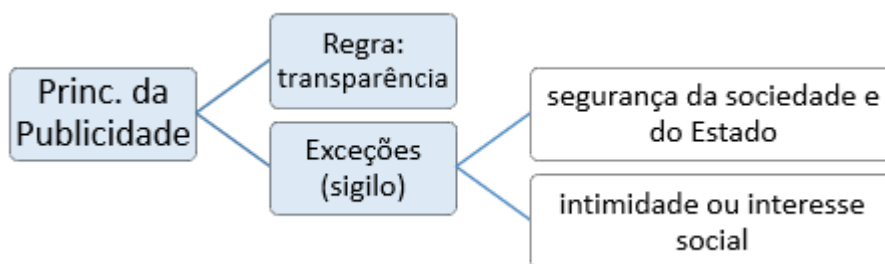 Princ. da
Publicidade
Regra:
transparência
Exceções
(sigilo)
segurança da sociedade e
do Estado
intimidade ou interesse
social